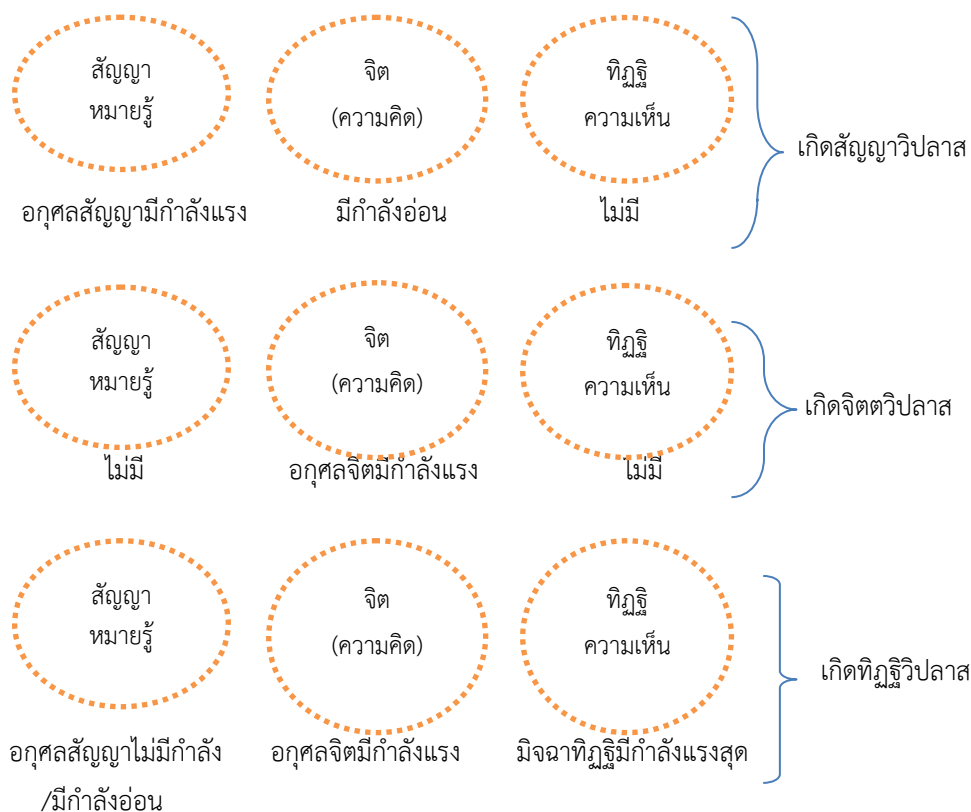 สัญญา
หมายรู้
จิต
(ความคิด)
ทิฏฐิ
ความเห็น
เกิดสัญญาวิปลาส
อกุศลสัญญามีกำลังแรง
มีกำลังอ่อน
ไม่มี
สัญญา
หมายรู้
จิต
(ความคิด)
ทิฏฐิ
ความเห็น
เกิดจิตตวิปลาส
ไม่มี
อกุศลจิตมีกำลังแรง
ไม่มี
สัญญา
หมายรู้
จิต
(ความคิด)
ทิฏฐิ
ความเห็น
เกิดทิฏฐิวิปลาส
อกุศลสัญญาไม่มีกำลัง
/มีกำลังอ่อน
อกุศลจิตมีกำลังแรง
มิจฉาทิฏฐิมีกำลังแรงสุด